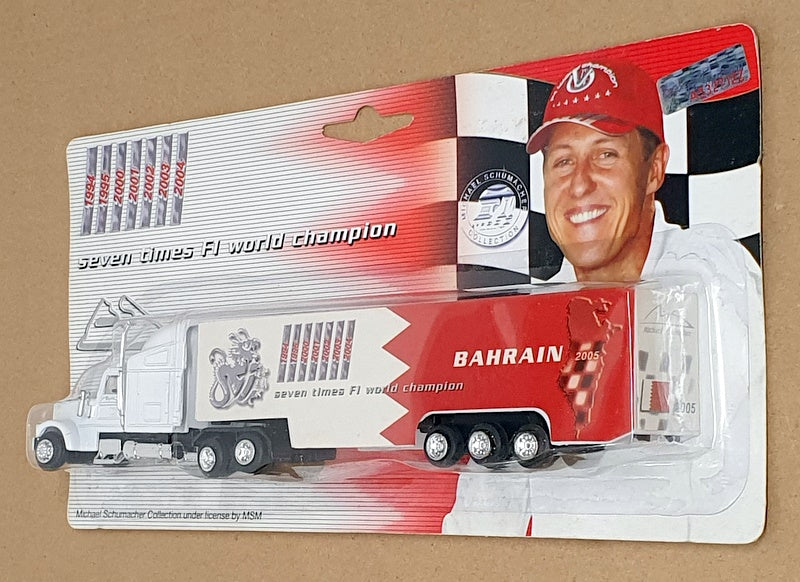 1994
1995
2000
2001
2002
2003
2004
seven times F1 world champion
MICHAEL SCHUMACHER
COLLECTION
1994
1995
2000
2001
2002
2003
2004
seven times F1 world champion
BAHRAIN
2005
2005
Michael Schumacher Collection under license by MSM